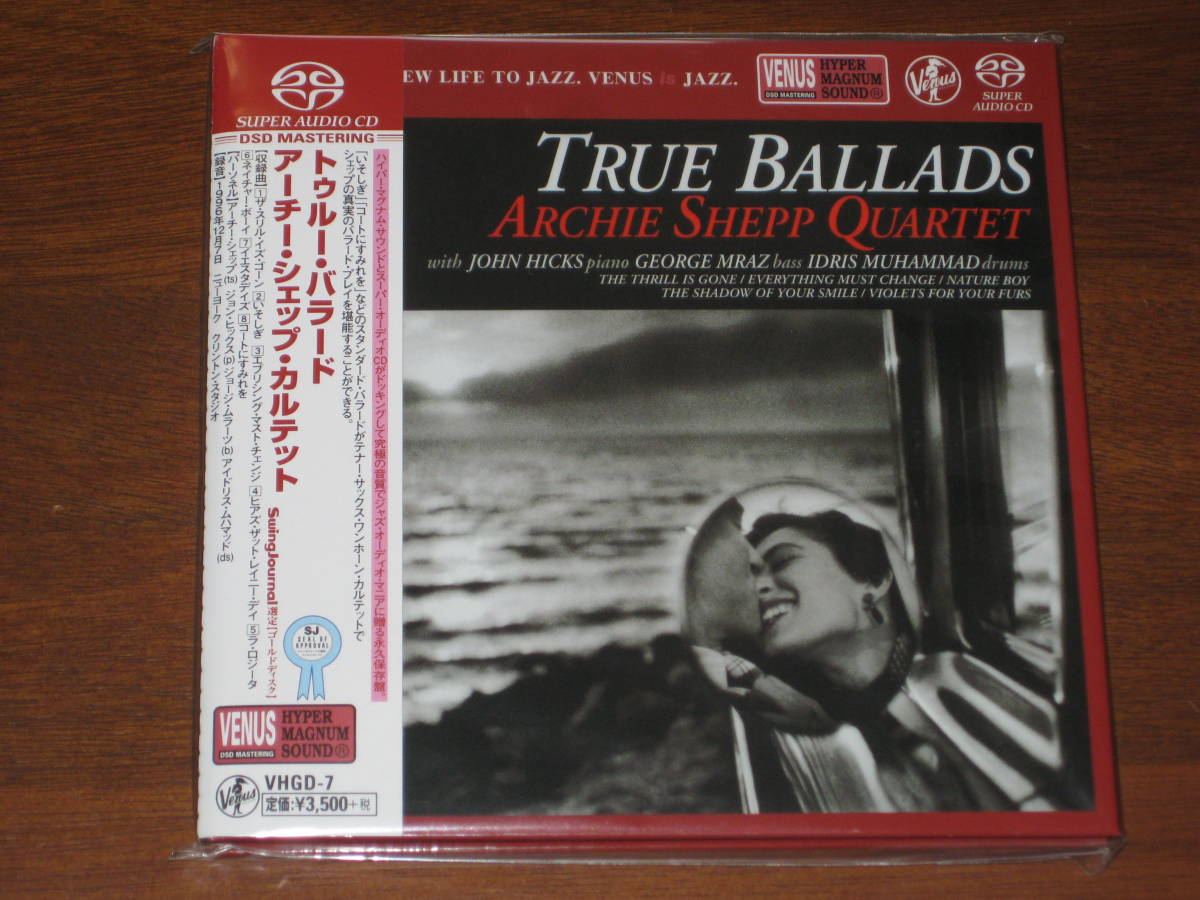 EW LIFE TO JAZZ. VENUS is JAZZ.
VENUS
DSD MASTERING
HYPER
MAGNUM
SOUND®
Venus
SUPER
AUDIO CD
TRUE BALLADS
ARCHIE SHEPP QUARTET
with JOHN HICKS piano GEORGE MRAZ bass IDRIS MUHAMMAD drums
THE THRILL IS GONE / EVERYTHING MUST CHANGE / NATURE BOY
THE SHADOW OF YOUR SMILE / VIOLETS FOR YOUR FURS
SUPER AUDIO CD
DSD MASTERING
ハイパー・マグナム・サウンドとスーパー・オーディオCDがドッキングして究極の音質でジャズ・オーディオ・マニアに贈る永久保存盤。
「いそしぎ」「コートにすみれを」などのスタンダード・バラードがテナー・サックス・ワンホーン・カルテットで
シェップの真実のバラード・プレイを堪能することができる。
トゥルー・バラード
アーチー・シェップ・カルテット
SwingJournal 選定【ゴールドディスク】
【収録曲】1ザ・スリル・イズ・ゴーン 2いそしぎ 3エブリシング・マスト・チェンジ 4ヒアズ・ザット・レイニー・デイ 5ラ・ロジータ
6ネイチャー・ボーイ 7イエスタデイズ 8コートにすみれを
【パーソネル】アーチー・シェップ(ts) ジョン・ヒックス(p) ジョージ・ムラーツ(b) アイドリス・ムハマッド(ds)
【録音】1996年12月7日 ニューヨーク クリントン・スタジオ
SJ
SEAL OF
APPROVAL
VENUS
DSD MASTERING
HYPER
MAGNUM
SOUND®
Venus
VHGD-7
定価:¥3,500+税